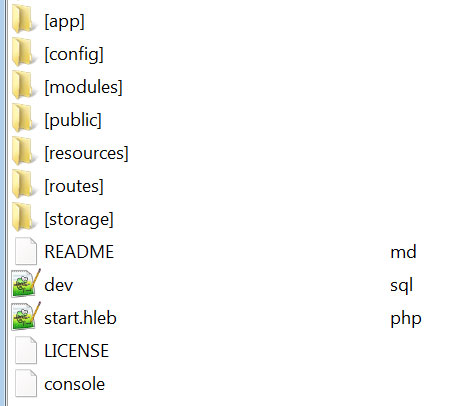 [app]
[config]
[modules]
[public]
[resources]
[routes]
[storage]
README md
dev sql
start.hleb php
LICENSE
console